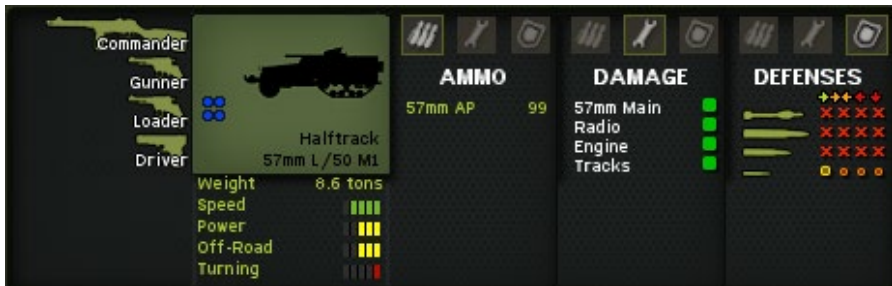 Commander
Gunner
Loader
Driver
Halftrack
57mm L/50 M1
Weight 8.6 tons
Speed
Power
Off-Road
Turning
AMMO
57mm AP 99
DAMAGE
57mm Main
Radio
Engine
Tracks
DEFENSES